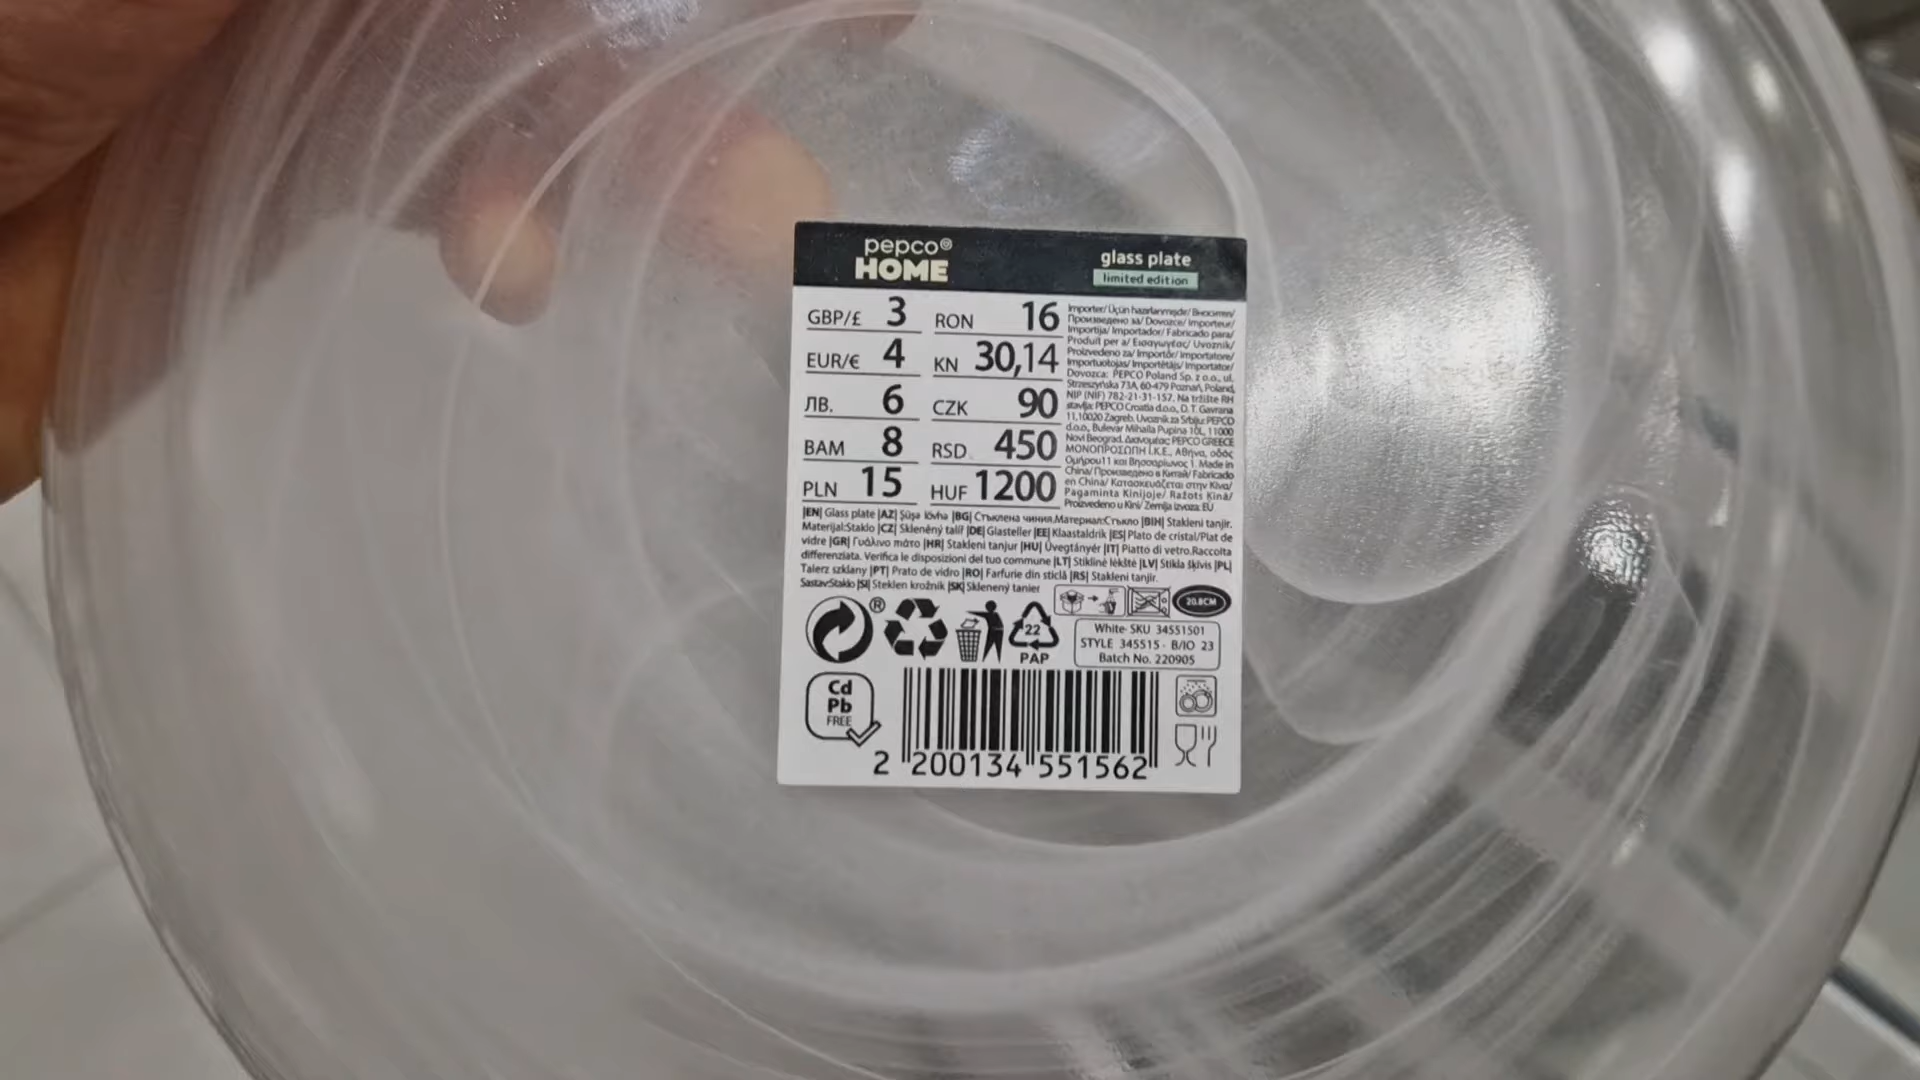 pepco®
HOME
glass plate
limited edition
GBP/£ 3
EUR/€ 4
ЛВ. 6
BAM 8
PLN 15
RON 16
KN 30,14
CZK 90
RSD 450
HUF 1200
Importer/ Üçün hazırlanmışdır/ Вносител/
Произведено за/ Dovozce/ Importeur/
Importija/ Importador/ Fabricado para/
Produit per a/ Εισαγωγέας/ Uvoznik/
Proizvedeno za/ Importőr/ Importatore/
Importuotojas/ Importētājs/ Importator/
Dovozca: PEPCO Poland Sp. z o.o., ul.
Strzeszyńska 73A, 60-479 Poznań, Poland,
NIP (NIF) 782-21-31-157. Na tržište RH
stavlja: PEPCO Croatia d.o.o., D. T. Gavrana
11,10020 Zagreb. Uvoznik za Srbiju: PEPCO
d.o.o., Bulevar Mihaila Pupina 10L, 11000
Novi Beograd. Διανομέας: PEPCO GREECE
ΜΟΝΟΠΡΟΣΩΠΗ Ι.Κ.Ε., Αθήνα, οδός
Ομήρου11 και Βησσαρίωνος 1. Made in
China/ Произведено в Китай/ Fabricado
en China/ Κατασκευάζεται στην Κίνα/
Pagaminta Kinijoje/ Ražots Ķīnā/
Proizvedeno u Kini/ Zemlja izvoza: EU
|EN| Glass plate |AZ| Şüşə lövhə |BG| Стъклена чиния.Материал:Стъкло |BIH| Stakleni tanjir.
Materijal:Staklo |CZ| Skleněný talíř |DE| Glasteller |EE| Klaastaldrik |ES| Plato de cristal/Plat de
vidre |GR| Γυάλινο πιάτο |HR| Stakleni tanjur |HU| Üvegtányér |IT| Piatto di vetro.Raccolta
differenziata. Verifica le disposizioni del tuo commune |LT| Stiklinė lėkštė |LV| Stikla šķīvis |PL|
Talerz szklany |PT| Prato de vidro |RO| Farfurie din sticlă |RS| Stakleni tanjir.
Sastav:Staklo |SI| Steklen krožnik |SK| Sklenený tanier
20.8CM
®
22
PAP
White· SKU 34551501
STYLE 345515 · B/IO 23
Batch No. 220905
Cd
Pb
FREE
2 200134 551562